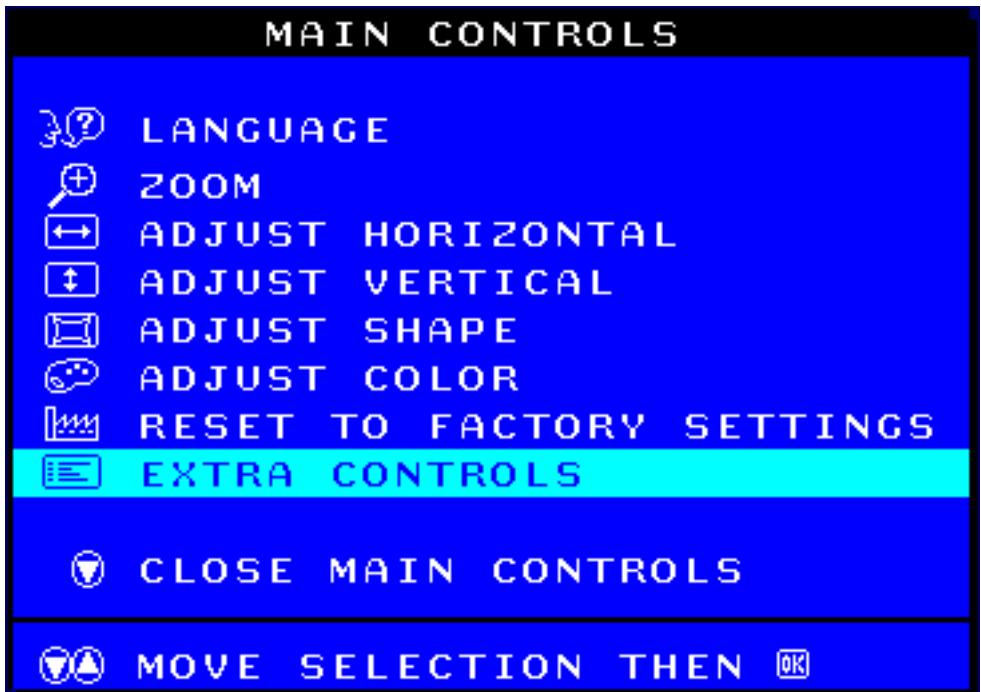 MAIN CONTROLS
LANGUAGE
ZOOM
ADJUST HORIZONTAL
ADJUST VERTICAL
ADJUST SHAPE
ADJUST COLOR
RESET TO FACTORY SETTINGS
EXTRA CONTROLS
CLOSE MAIN CONTROLS
MOVE SELECTION THEN OK